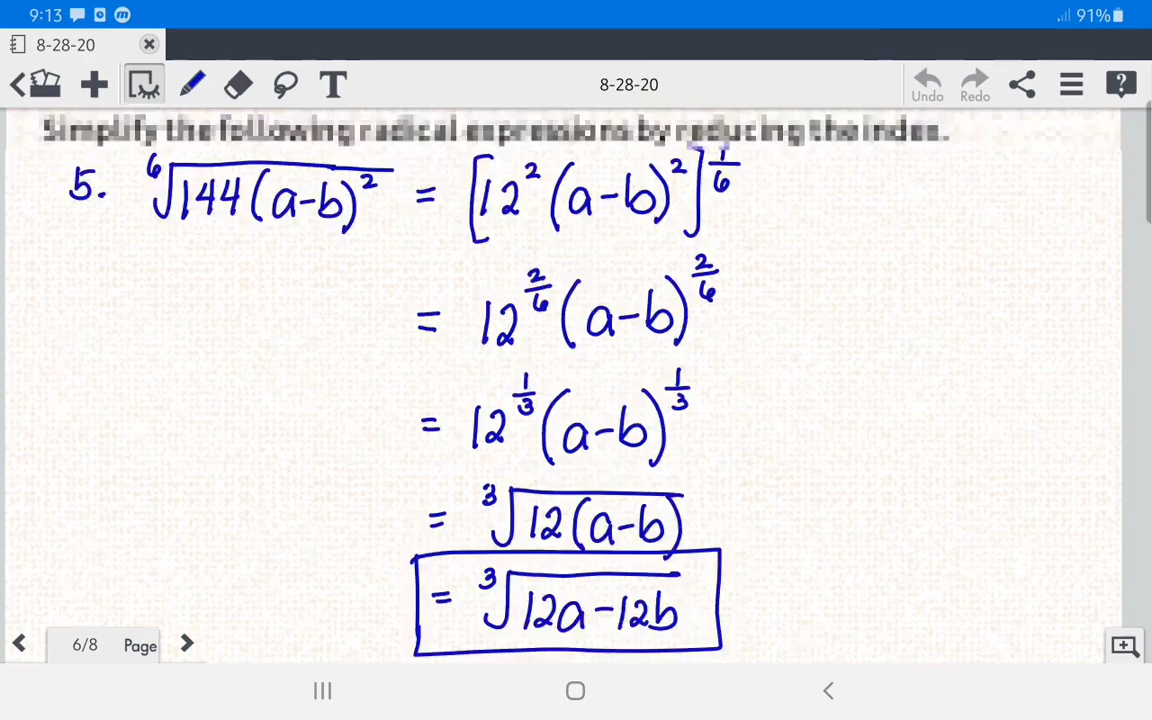 9:13 91%
8-28-20
8-28-20 Undo Redo
Simplify the following radical expressions by reducing the index.
5. ⁶√(144(a-b)²) = [12²(a-b)²]^(1/6)
= 12^(2/6) (a-b)^(2/6)
= 12^(1/3) (a-b)^(1/3)
= ³√(12(a-b))
= ³√(12a-12b)
6/8 Page